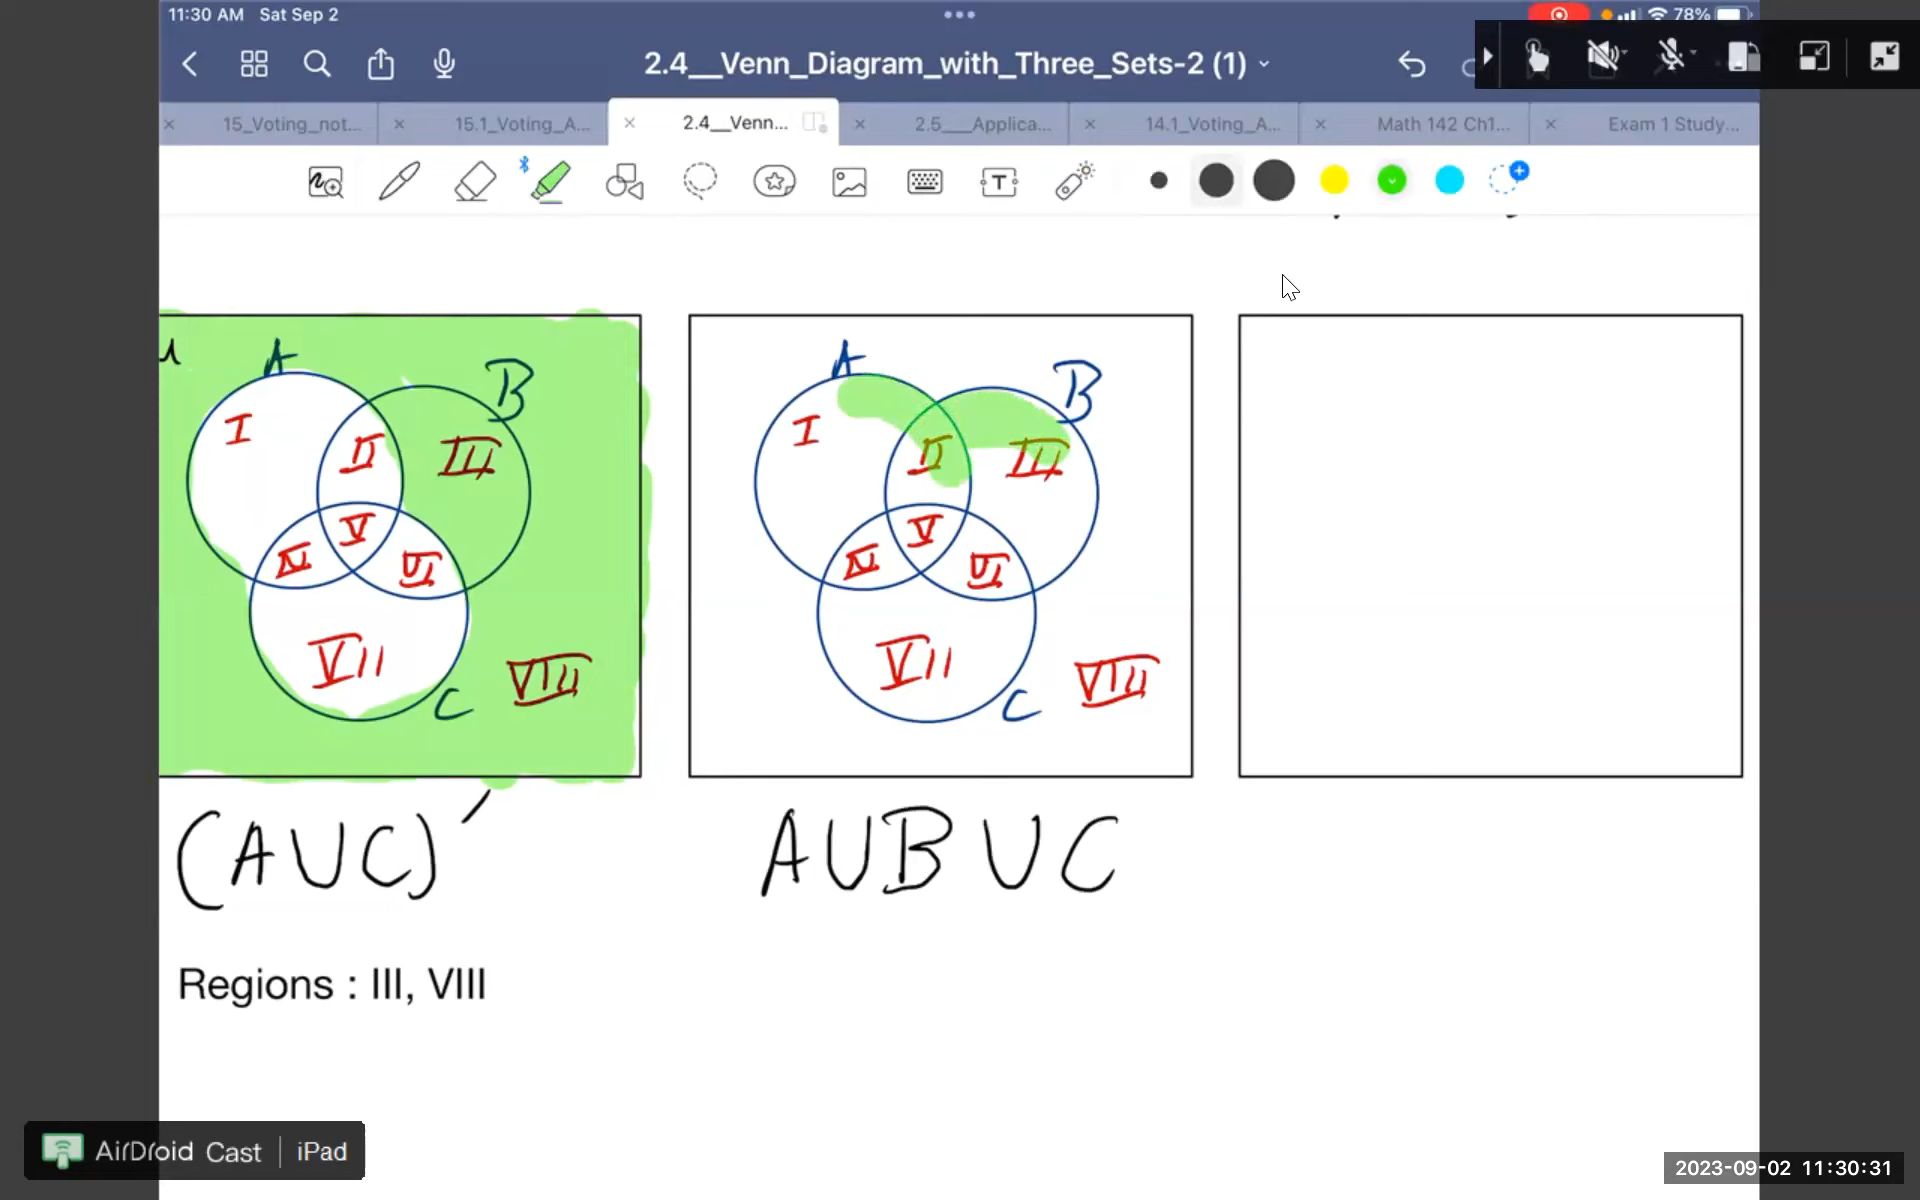 11:30 AM Sat Sep 2
78%
2.4__Venn_Diagram_with_Three_Sets-2 (1)
15_Voting_not...
15.1_Voting_A...
2.4__Venn...
2.5___Applica...
14.1_Voting_A...
Math 142 Ch1...
Exam 1 Study...
A
B
I
II
III
IV
V
VI
VII
VIII
C
A
B
I
II
III
IV
V
VI
VII
VIII
C
(A∪C)′
A∪B∪C
Regions : III, VIII
AirDroid Cast | iPad
2023-09-02 11:30:31